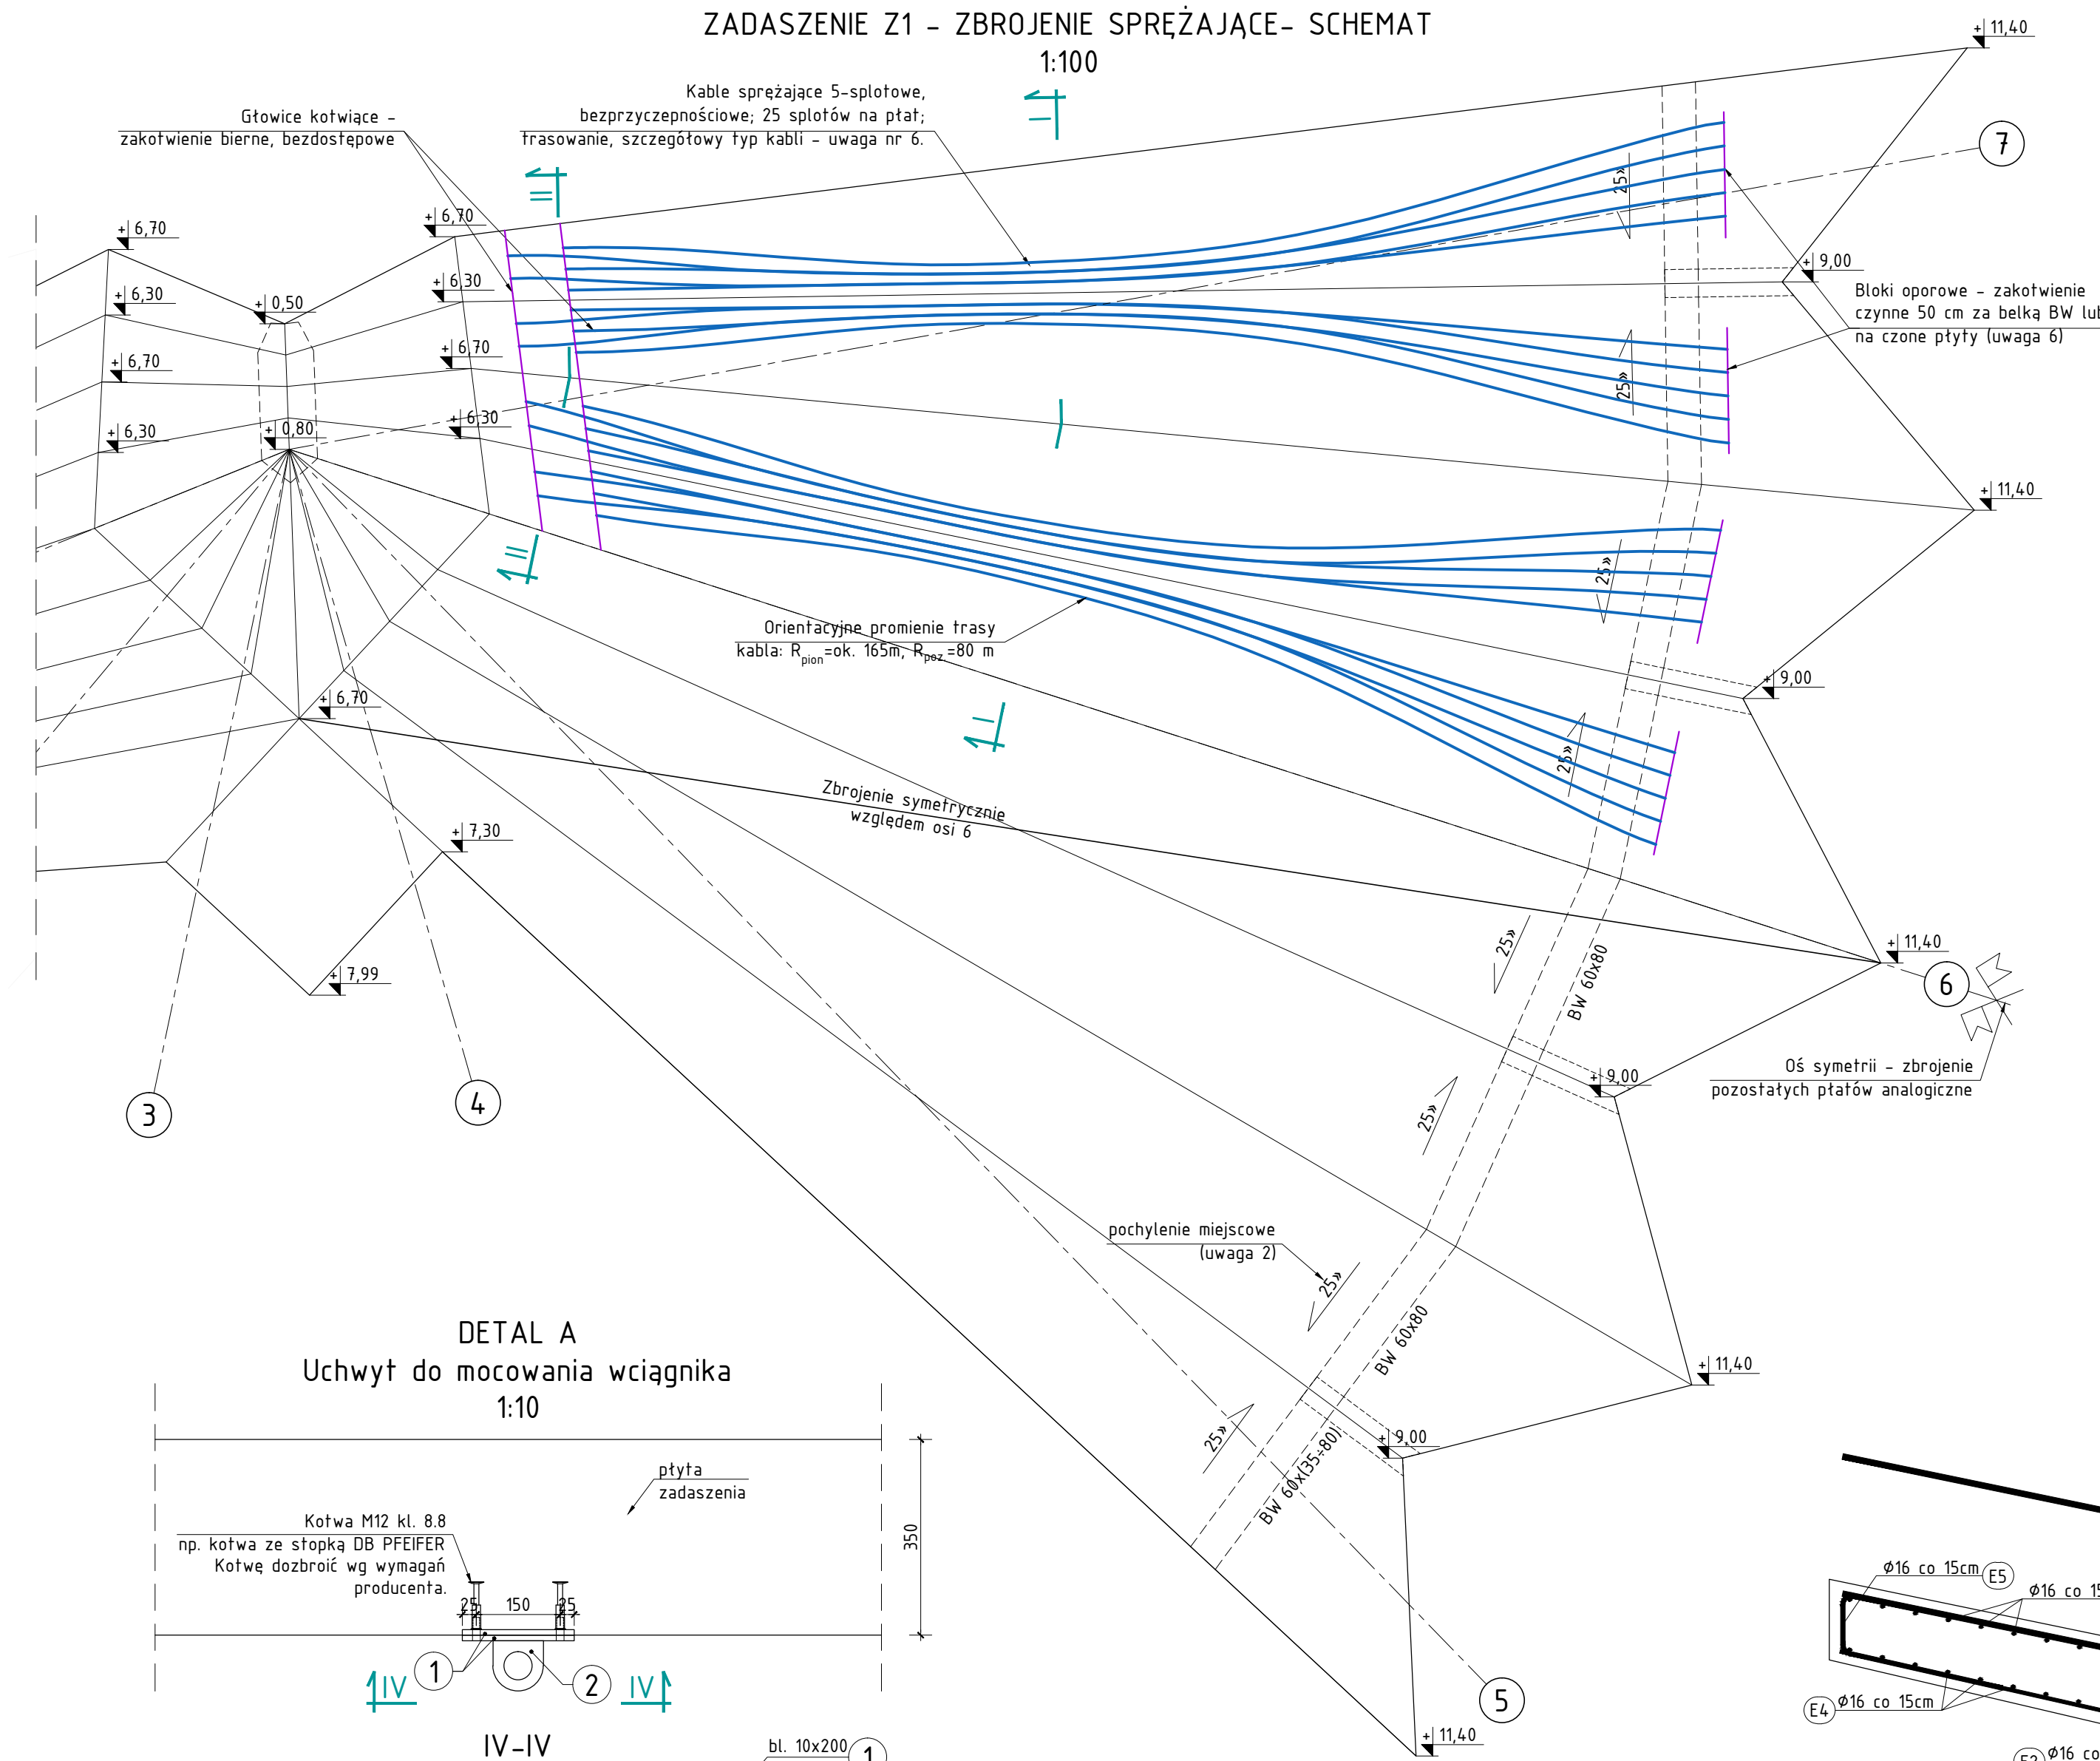 ZADASZENIE Z1 - ZBROJENIE SPRĘŻAJĄCE- SCHEMAT
1:100
+ 11,40
Kable sprężające 5-splotowe,
bezprzyczepnościowe; 25 splotów na płat;
trasowanie, szczegółowy typ kabli - uwaga nr 6.
Głowice kotwiące -
zakotwienie bierne, bezdostępowe
I
II
7
25»
+ 6,70
+ 6,70
+ 6,30
+ 6,30
+ 0,50
+ 9,00
Bloki oporowe - zakotwienie
czynne 50 cm za belką BW lub
na czone płyty (uwaga 6)
+ 6,70
+ 6,70
25»
+ 6,30
+ 6,30
+ 0,80
+ 11,40
II
25»
Orientacyjne promienie trasy
kabla: Rpion=ok. 165m, Rpoz.=80 m
+ 9,00
+ 6,70
I
25»
Zbrojenie symetrycznie
względem osi 6
+ 7,30
+ 7,99
25»
BW 60x80
+ 11,40
6
Oś symetrii - zbrojenie
pozostałych płatów analogiczne
+ 9,00
3
4
25»
pochylenie miejscowe
(uwaga 2)
25»
BW 60x80
+ 11,40
25»
+ 9,00
BW 60x(35÷80)
DETAL A
Uchwyt do mocowania wciągnika
1:10
płyta
zadaszenia
Kotwa M12 kl. 8.8
np. kotwa ze stopką DB PFEIFER
Kotwę dozbroić wg wymagań
producenta.
350
25
150
25
1
2
IV
IV
IV-IV
bl. 10x200
1
5
+ 11,40
ø16 co 15cm
E5
ø16 co 15
E4
ø16 co 15cm